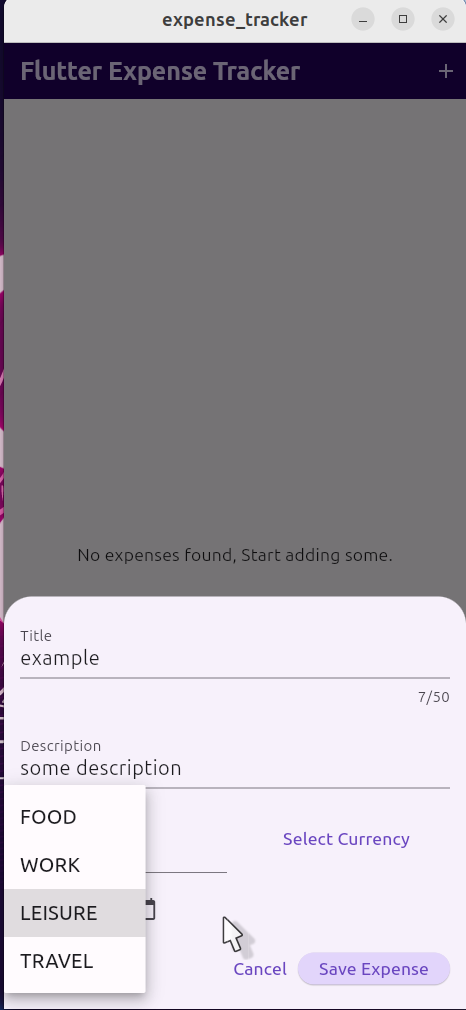 expense_tracker
Flutter Expense Tracker
No expenses found, Start adding some.
Title
example
7/50
Description
some description
FOOD
Select Currency
WORK
LEISURE
TRAVEL
Cancel
Save Expense